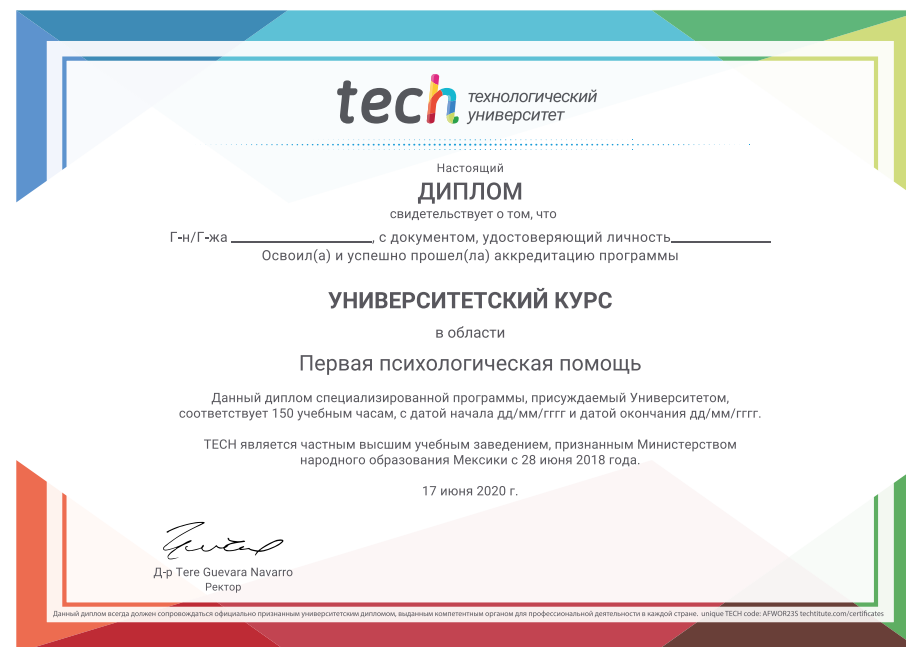 tech технологический
университет
Настоящий
ДИПЛОМ
свидетельствует о том, что
Г-н/Г-жа ____________________, с документом, удостоверяющий личность______________
Освоил(а) и успешно прошел(ла) аккредитацию программы
УНИВЕРСИТЕТСКИЙ КУРС
в области
Первая психологическая помощь
Данный диплом специализированной программы, присуждаемый Университетом,
соответствует 150 учебным часам, с датой начала дд/мм/гггг и датой окончания дд/мм/гггг.
TECH является частным высшим учебным заведением, признанным Министерством
народного образования Мексики с 28 июня 2018 года.
17 июня 2020 г.
Д-р Tere Guevara Navarro
Ректор
Данный диплом всегда должен сопровождаться официально признанным университетским дипломом, выданным компетентным органом для профессиональной деятельности в каждой стране. unique TECH code: AFWOR23S techtitute.com/certificates